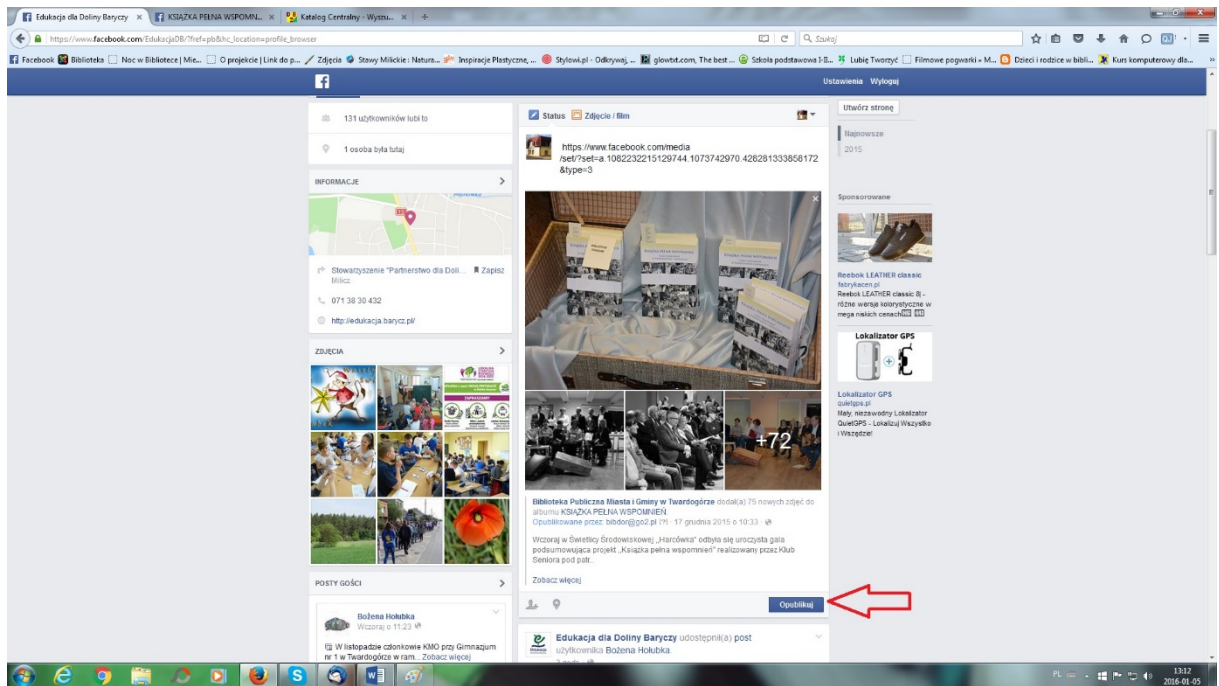 Edukacja dla Doliny Baryczy
KSIĄŻKA PEŁNA WSPOMN...
Katalog Centralny - Wyszu...
https://www.facebook.com/EdukacjaDB/?fref=pb&hc_location=profile_browser
Szukaj
Facebook Biblioteka Noc w Bibliotece | Mie... O projekcie | Link do p... Zdjęcia Stawy Milickie : Natura... Inspiracje Plastyczne, ... Stylowi.pl - Odkrywaj, ... glowtxt.com, The best ... Szkoła podstawowa I-II... Lubię Tworzyć Filmowe pogwarki « M... Dzieci i rodzice w bibli... Kurs komputerowy dla...
Ustawienia Wyloguj
131 użytkowników lubi to
1 osoba była tutaj
INFORMACJE
Stowarzyszenie "Partnerstwo dla Doli... Zapisz
Milicz
071 38 30 432
http://edukacja.barycz.pl/
ZDJĘCIA
POSTY GOŚCI
Bożena Hołubka
Wczoraj o 11:23
W listopadzie członkowie KMO przy Gimnazjum
nr 1 w Twardogórze w ram... Zobacz więcej
Status Zdjęcie / film
https://www.facebook.com/media
/set/?set=a.1082232215129744.1073742970.428281333858172
&type=3
KSIĄŻKA PEŁNA WSPOMNIEŃ
+72
Biblioteka Publiczna Miasta i Gminy w Twardogórze dodał(a) 75 nowych zdjęć do
albumu KSIĄŻKA PEŁNA WSPOMNIEŃ.
Opublikowane przez: bibdor@go2.pl [?] · 17 grudnia 2015 o 10:33 ·
Wczoraj w Świetlicy Środowiskowej „Harcówka" odbyła się uroczysta gala
podsumowująca projekt „Książka pełna wspomnień" realizowany przez Klub
Seniora pod patr...
Zobacz więcej
Opublikuj
Edukacja dla Doliny Baryczy udostępnił(a) post
użytkownika Bożena Hołubka.
Utwórz stronę
Najnowsze
2015
Sponsorowane
Reebok LEATHER classic
fabrykacen.pl
Reebok LEATHER classic 8| -
różne wersje kolorystyczne w
mega niskich cenach
Lokalizator GPS
Lokalizator GPS
quietgps.pl
Mały, niezawodny Lokalizator
QuietGPS - Lokalizuj Wszystko
i Wszędzie!
PL
13:12
2016-01-05